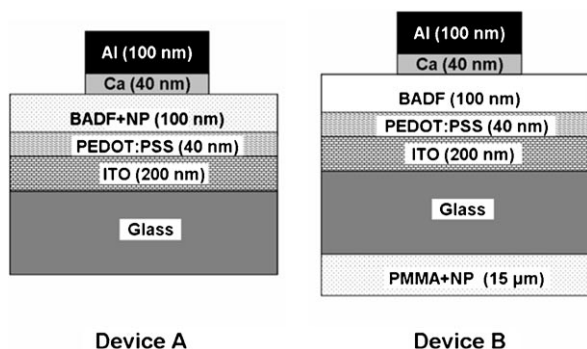 Al (100 nm)
Ca (40 nm)
BADF+NP (100 nm)
PEDOT:PSS (40 nm)
ITO (200 nm)
Glass
Device A
Al (100 nm)
Ca (40 nm)
BADF (100 nm)
PEDOT:PSS (40 nm)
ITO (200 nm)
Glass
PMMA+NP (15 µm)
Device B